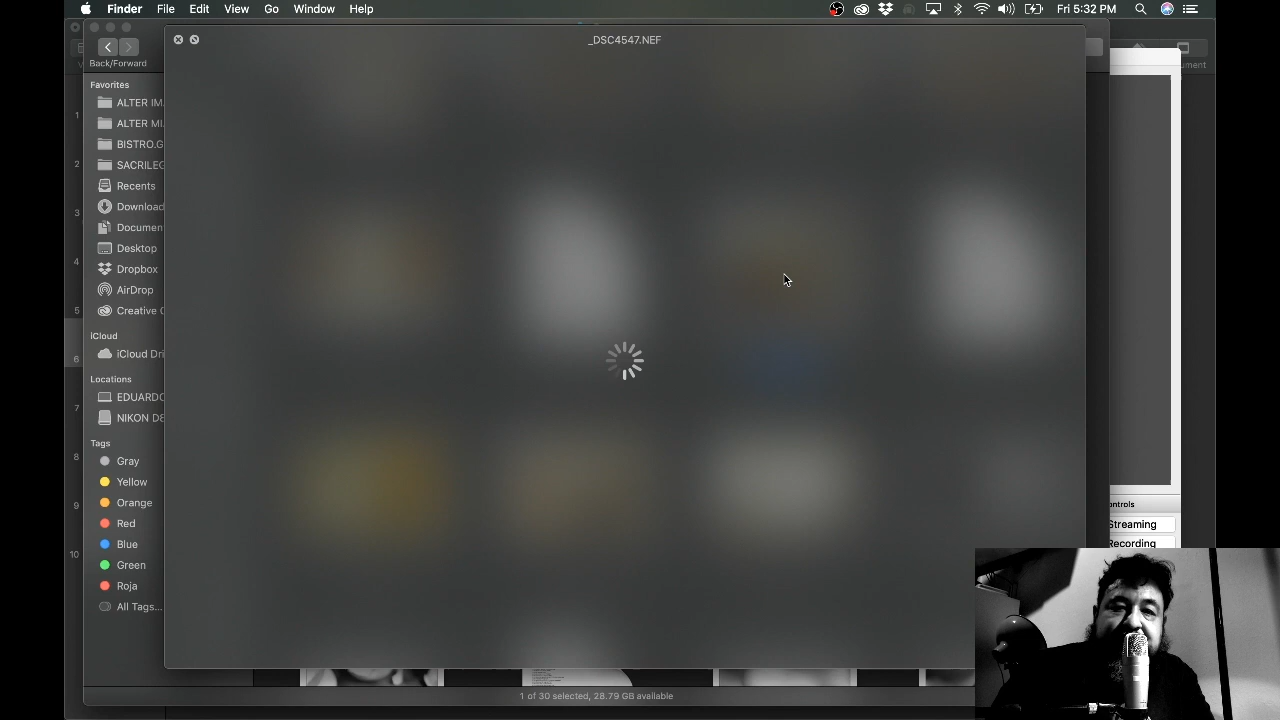 Finder File Edit View Go Window Help Fri 5:32 PM
_DSC4547.NEF
Back/Forward
Favorites
ALTER IM
ALTER MI
BISTRO.G
SACRILEG
Recents
Download
Documen
Desktop
Dropbox
AirDrop
Creative C
iCloud
iCloud Dri
Locations
EDUARDO
NIKON D8
Tags
Gray
Yellow
Orange
Red
Blue
Green
Roja
All Tags...
1
2
3
4
5
6
7
8
9
10
ument
ontrols
Streaming
Recording
1 of 30 selected, 28.79 GB available